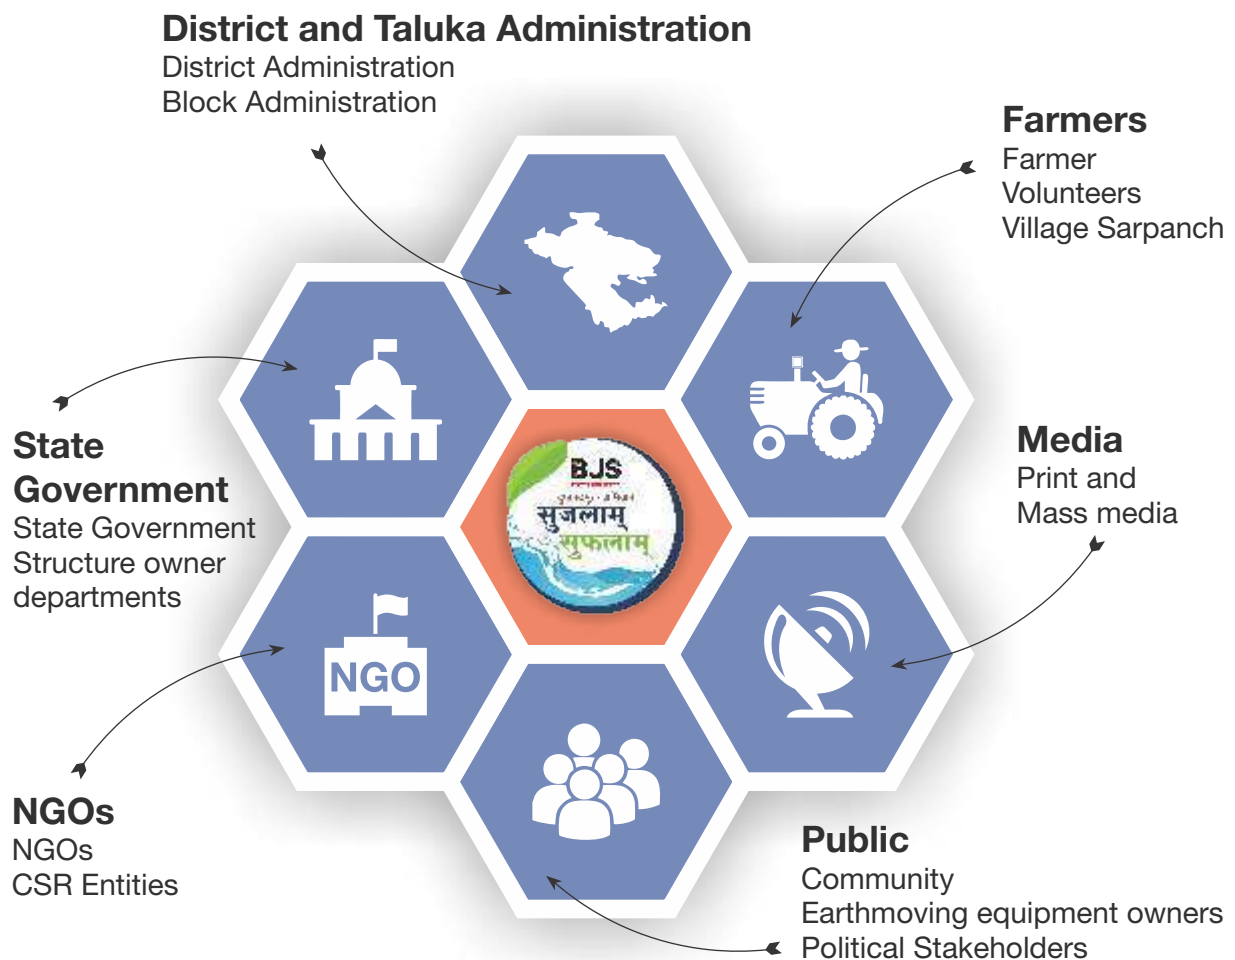 District and Taluka Administration
District Administration
Block Administration
Farmers
Farmer
Volunteers
Village Sarpanch
State
Government
State Government
Structure owner
departments
BJS
सुजलाम्
सुफलाम्
Media
Print and
Mass media
NGO
NGOs
NGOs
CSR Entities
Public
Community
Earthmoving equipment owners
Political Stakeholders